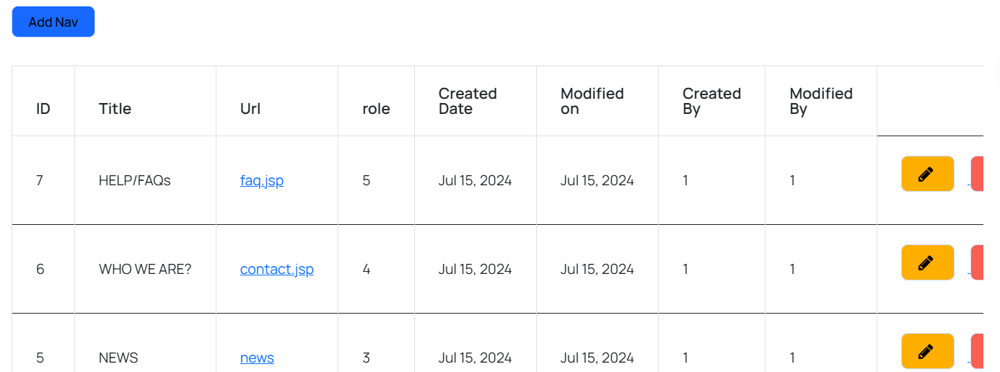 Add Nav
ID Title Url role Created Date Modified on Created By Modified By
7 HELP/FAQs faq.jsp 5 Jul 15, 2024 Jul 15, 2024 1 1
6 WHO WE ARE? contact.jsp 4 Jul 15, 2024 Jul 15, 2024 1 1
5 NEWS news 3 Jul 15, 2024 Jul 15, 2024 1 1